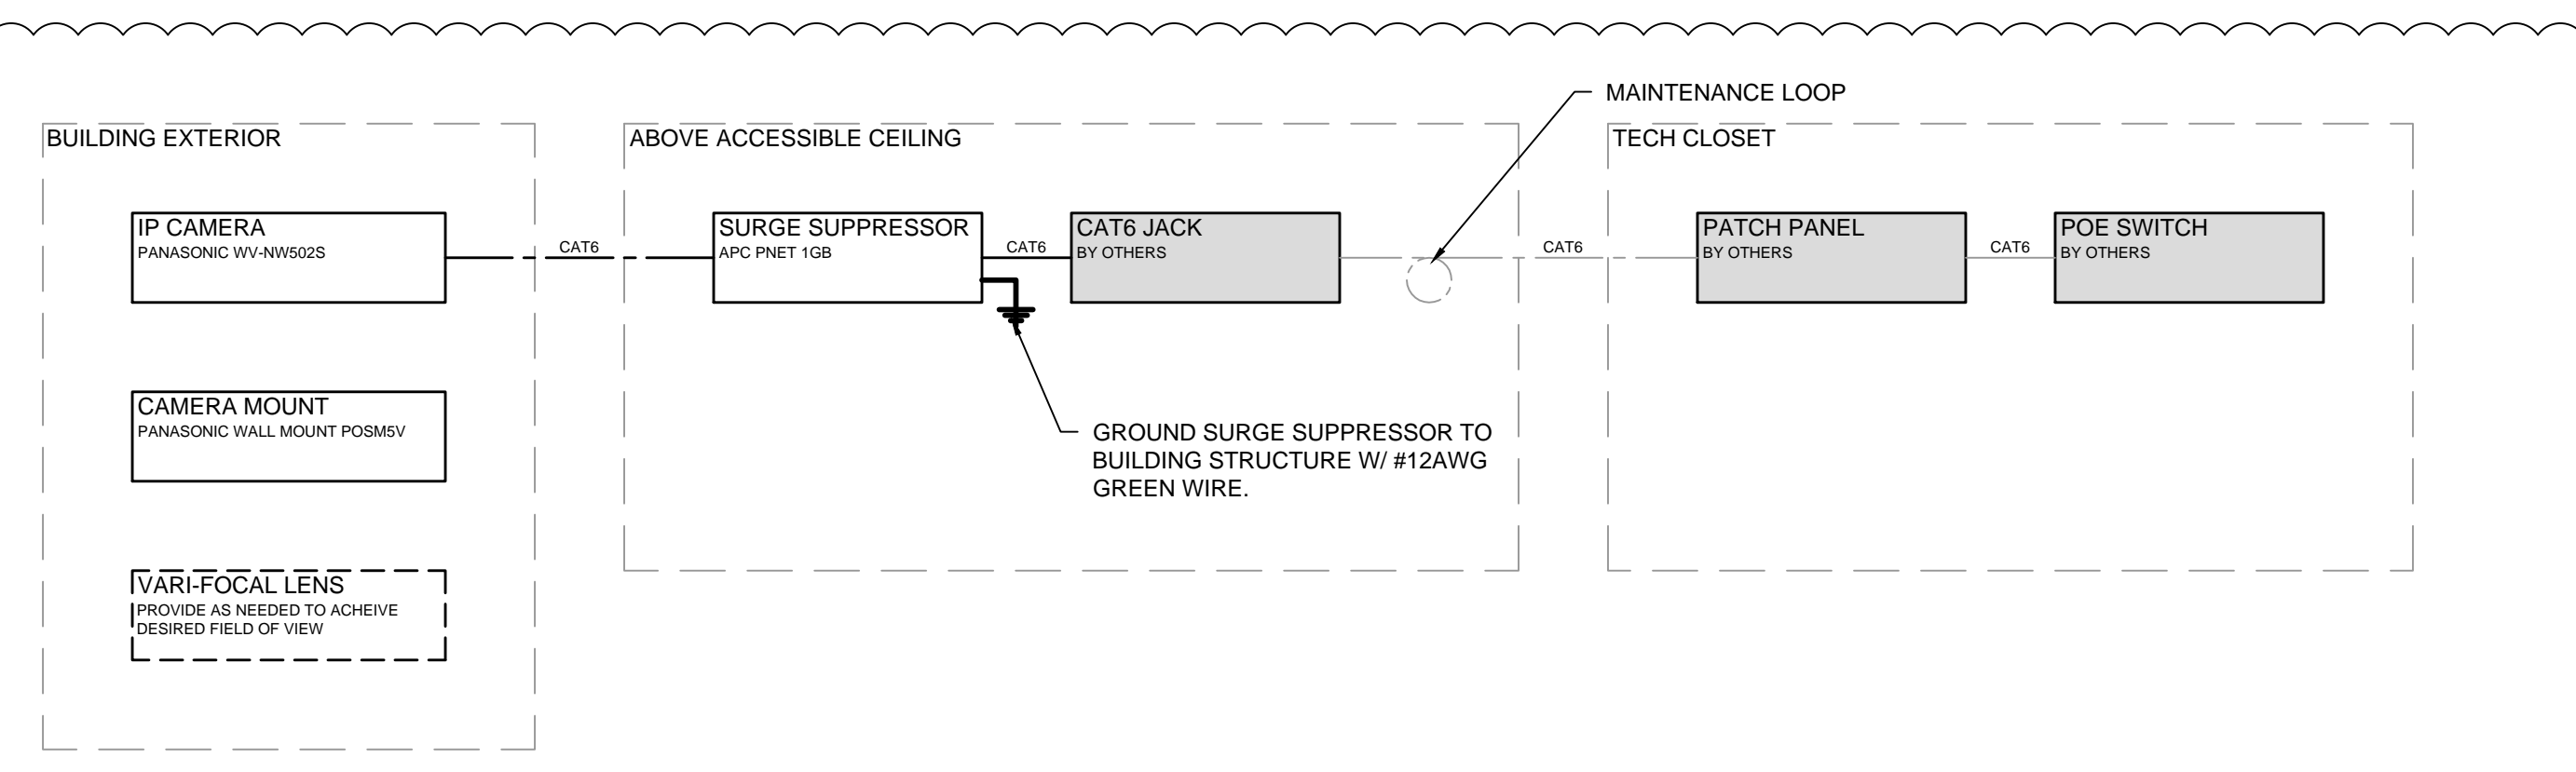 MAINTENANCE LOOP
BUILDING EXTERIOR
ABOVE ACCESSIBLE CEILING
TECH CLOSET
IP CAMERA
PANASONIC WV-NW502S
CAT6
SURGE SUPPRESSOR
APC PNET 1GB
CAT6
CAT6 JACK
BY OTHERS
CAT6
PATCH PANEL
BY OTHERS
CAT6
POE SWITCH
BY OTHERS
CAMERA MOUNT
PANASONIC WALL MOUNT POSM5V
GROUND SURGE SUPPRESSOR TO
BUILDING STRUCTURE W/ #12AWG
GREEN WIRE.
VARI-FOCAL LENS
PROVIDE AS NEEDED TO ACHEIVE
DESIRED FIELD OF VIEW